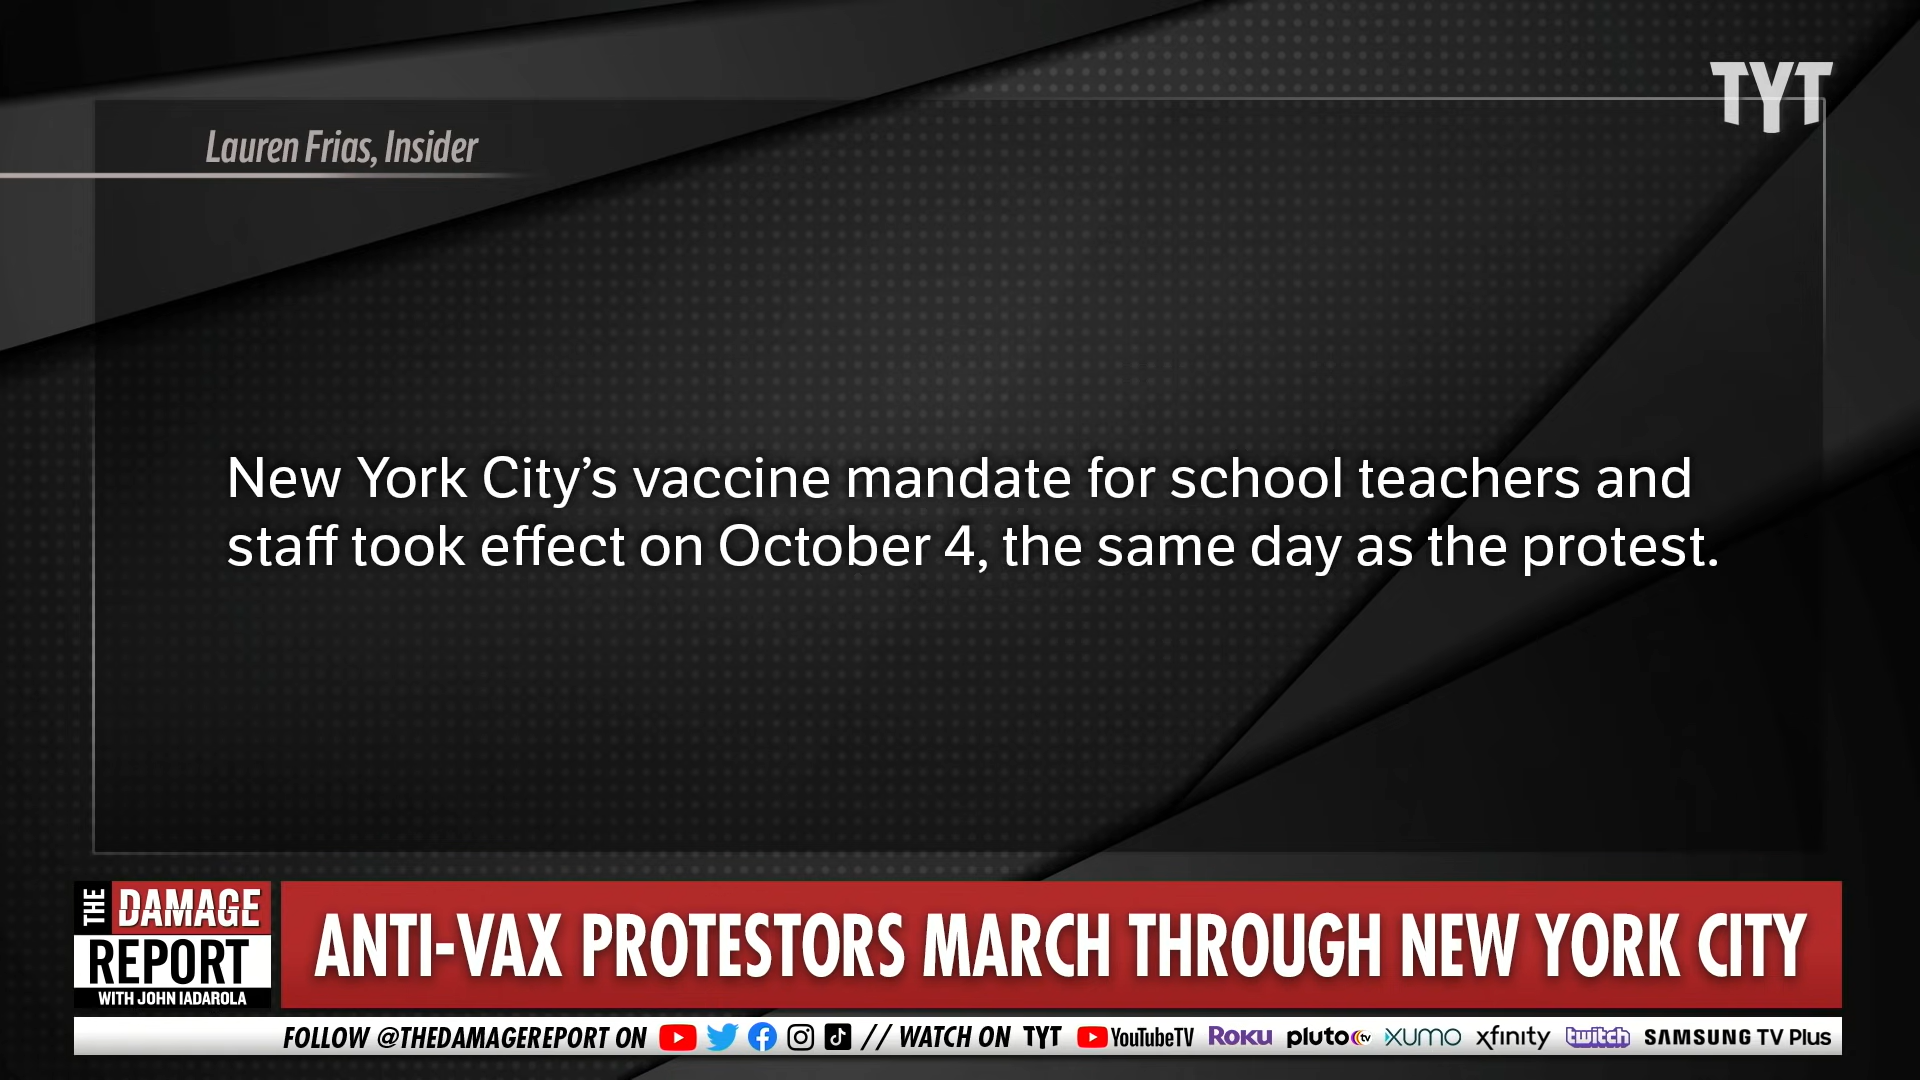 TYT
Lauren Frias, Insider
New York City’s vaccine mandate for school teachers and
staff took effect on October 4, the same day as the protest.
THE DAMAGE
REPORT
WITH JOHN IADAROLA
ANTI-VAX PROTESTORS MARCH THROUGH NEW YORK CITY
FOLLOW @THEDAMAGEREPORT ON // WATCH ON TYT YouTubeTV ROKU pluto tv XUMO xfinity twitch SAMSUNG TV Plus